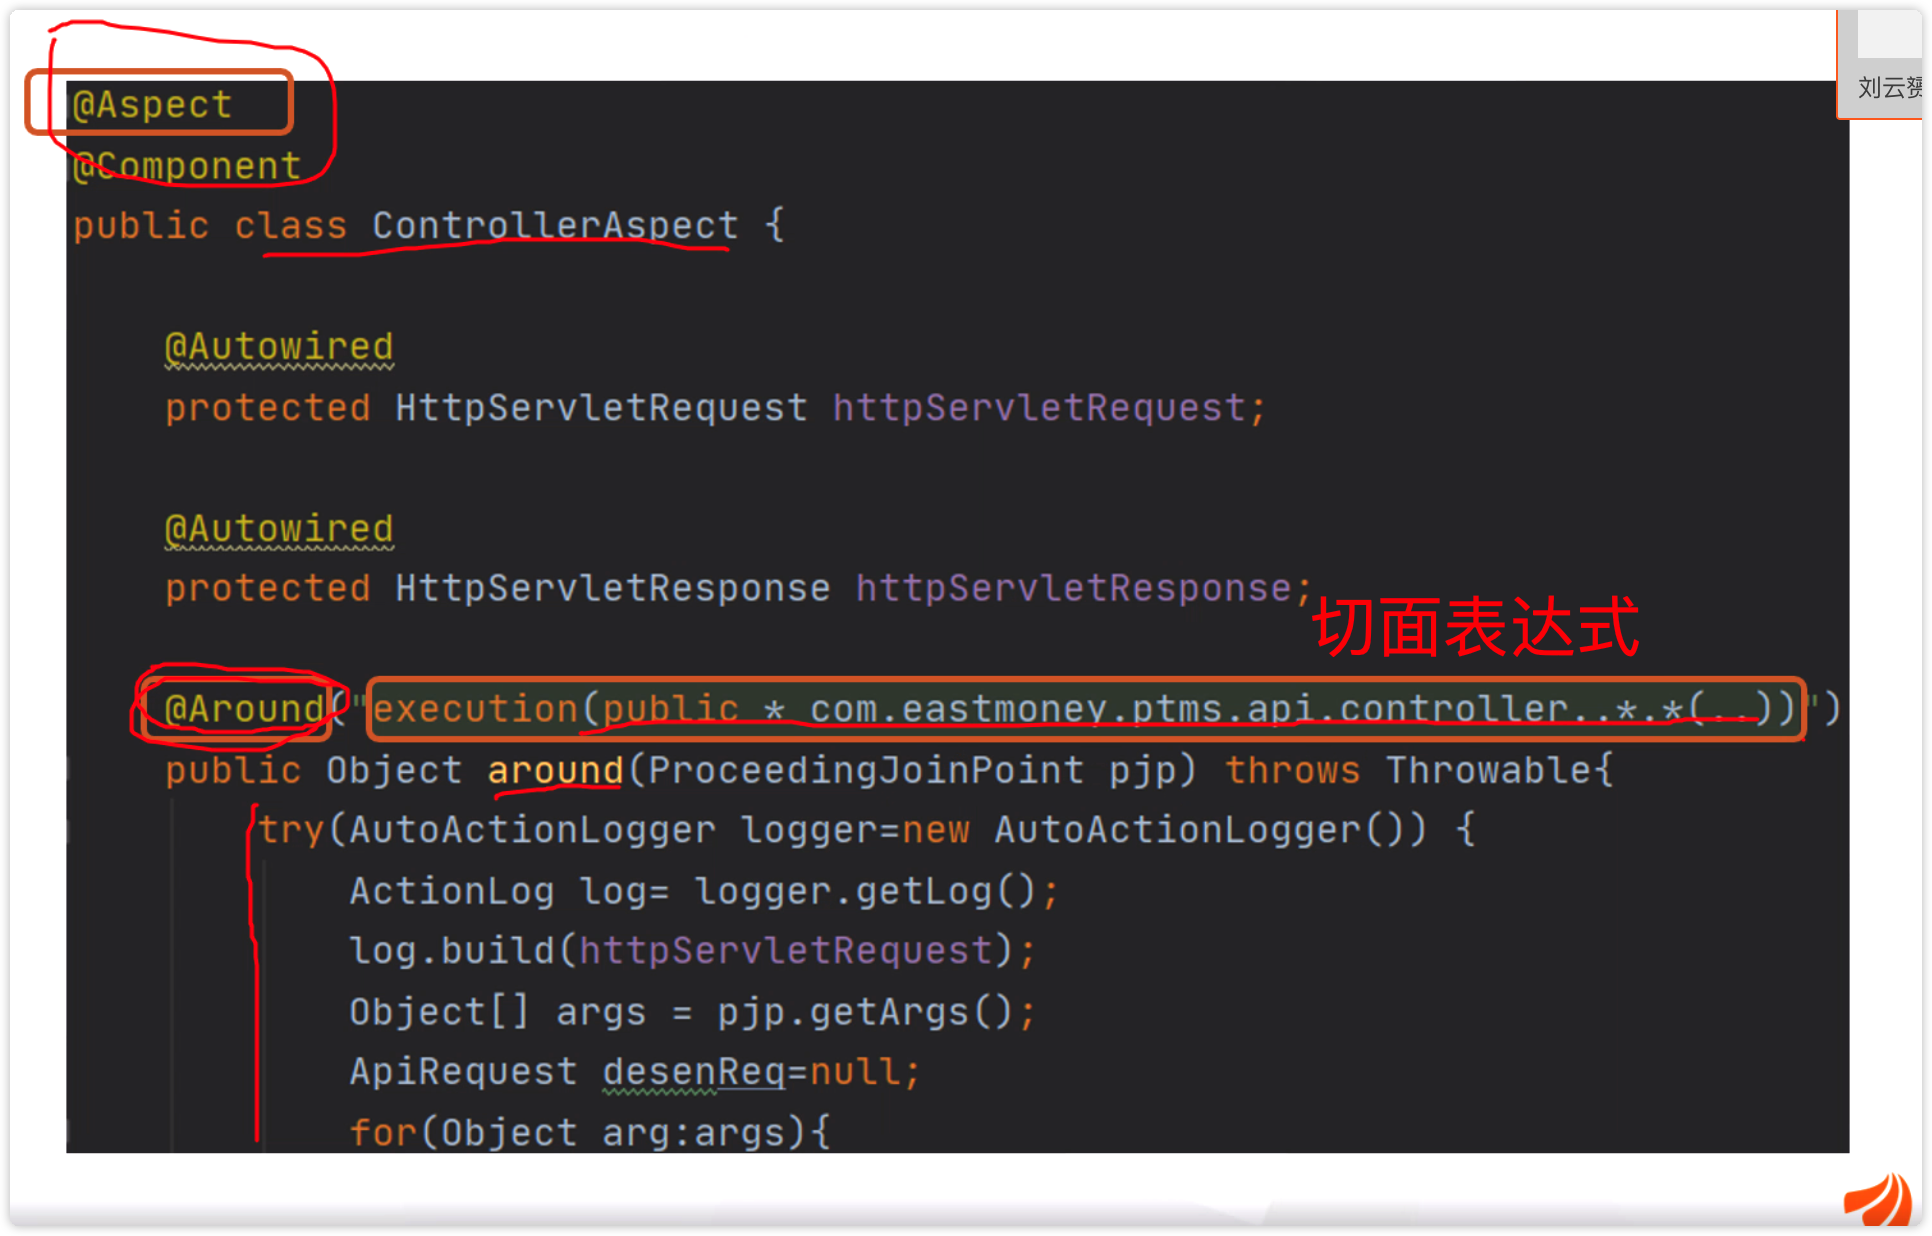 刘云
@Aspect
@Component
public class ControllerAspect {
@Autowired
protected HttpServletRequest httpServletRequest;
@Autowired
protected HttpServletResponse httpServletResponse;
切面表达式
@Around("execution(public * com.eastmoney.ptms.api.controller..*.*(..))")
public Object around(ProceedingJoinPoint pjp) throws Throwable{
try(AutoActionLogger logger=new AutoActionLogger()) {
ActionLog log= logger.getLog();
log.build(httpServletRequest);
Object[] args = pjp.getArgs();
ApiRequest desenReq=null;
for(Object arg:args){